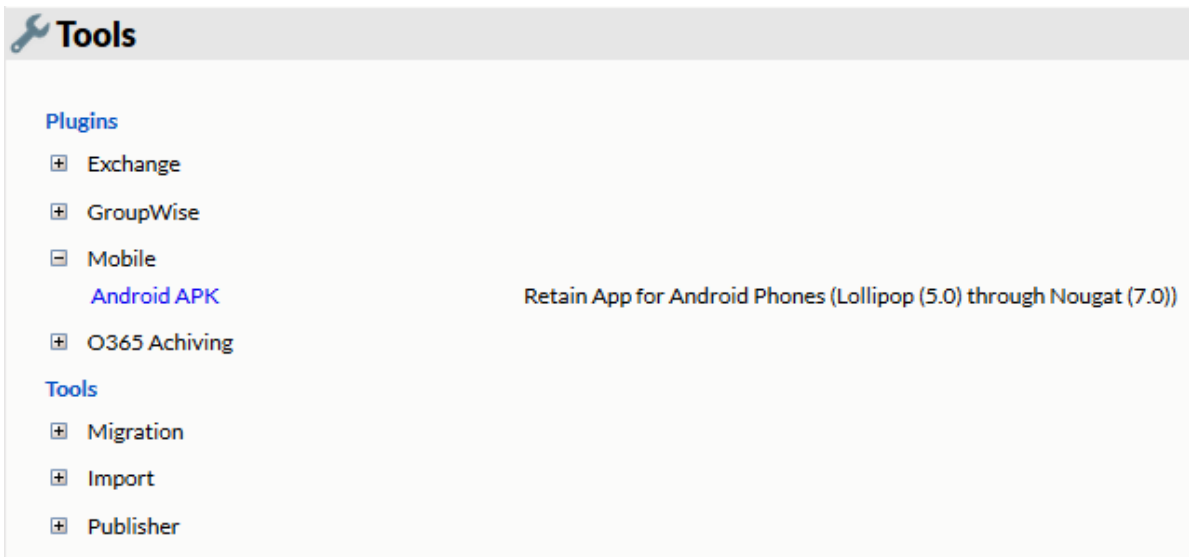 Tools
Plugins
Exchange
GroupWise
Mobile
Android APK Retain App for Android Phones (Lollipop (5.0) through Nougat (7.0))
O365 Achiving
Tools
Migration
Import
Publisher